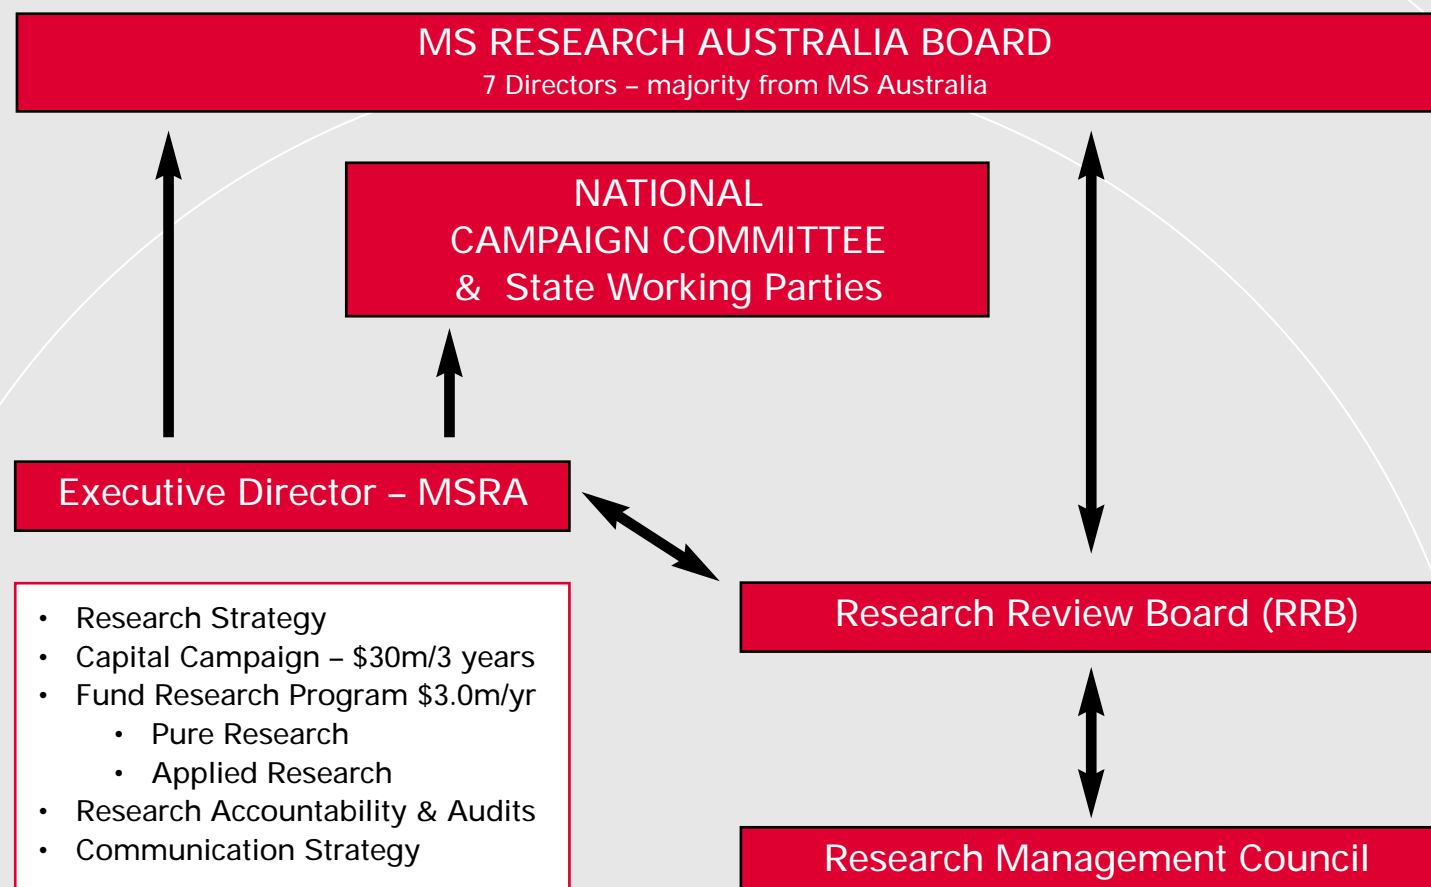 MS RESEARCH AUSTRALIA BOARD
7 Directors – majority from MS Australia
NATIONAL
CAMPAIGN COMMITTEE
& State Working Parties
Executive Director – MSRA
• Research Strategy
• Capital Campaign – $30m/3 years
• Fund Research Program $3.0m/yr
• Pure Research
• Applied Research
• Research Accountability & Audits
• Communication Strategy
Research Review Board (RRB)
Research Management Council